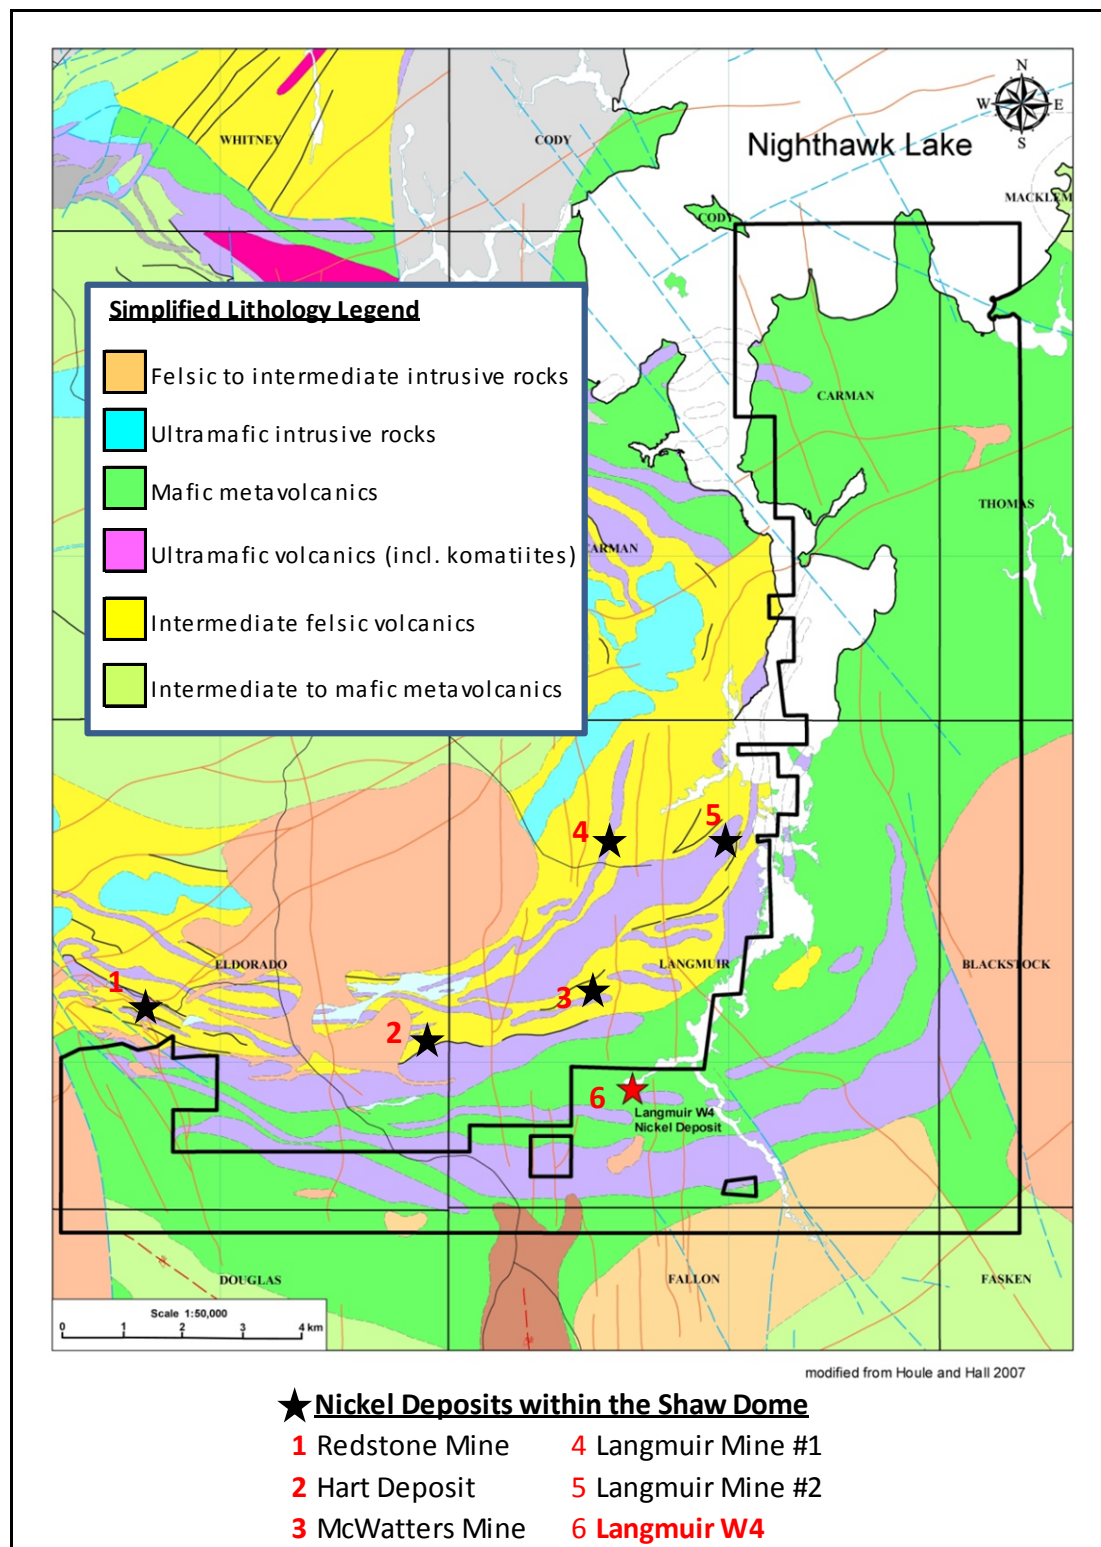 N
W E
S
WHITNEY
CODY
Nighthawk Lake
MACKLEM
CODY
Simplified Lithology Legend
Felsic to intermediate intrusive rocks
Ultramafic intrusive rocks
Mafic metavolcanics
Ultramafic volcanics (incl. komatiites)
Intermediate felsic volcanics
Intermediate to mafic metavolcanics
CARMAN
THOMAS
CARMAN
4
5
ELDORADO
LANGMUIR
BLACKSTOCK
1
3
2
6
Langmuir W4
Nickel Deposit
DOUGLAS
FALLON
FASKEN
Scale 1:50,000
0 1 2 3 4 km
modified from Houle and Hall 2007
Nickel Deposits within the Shaw Dome
1 Redstone Mine 4 Langmuir Mine #1
2 Hart Deposit 5 Langmuir Mine #2
3 McWatters Mine 6 Langmuir W4